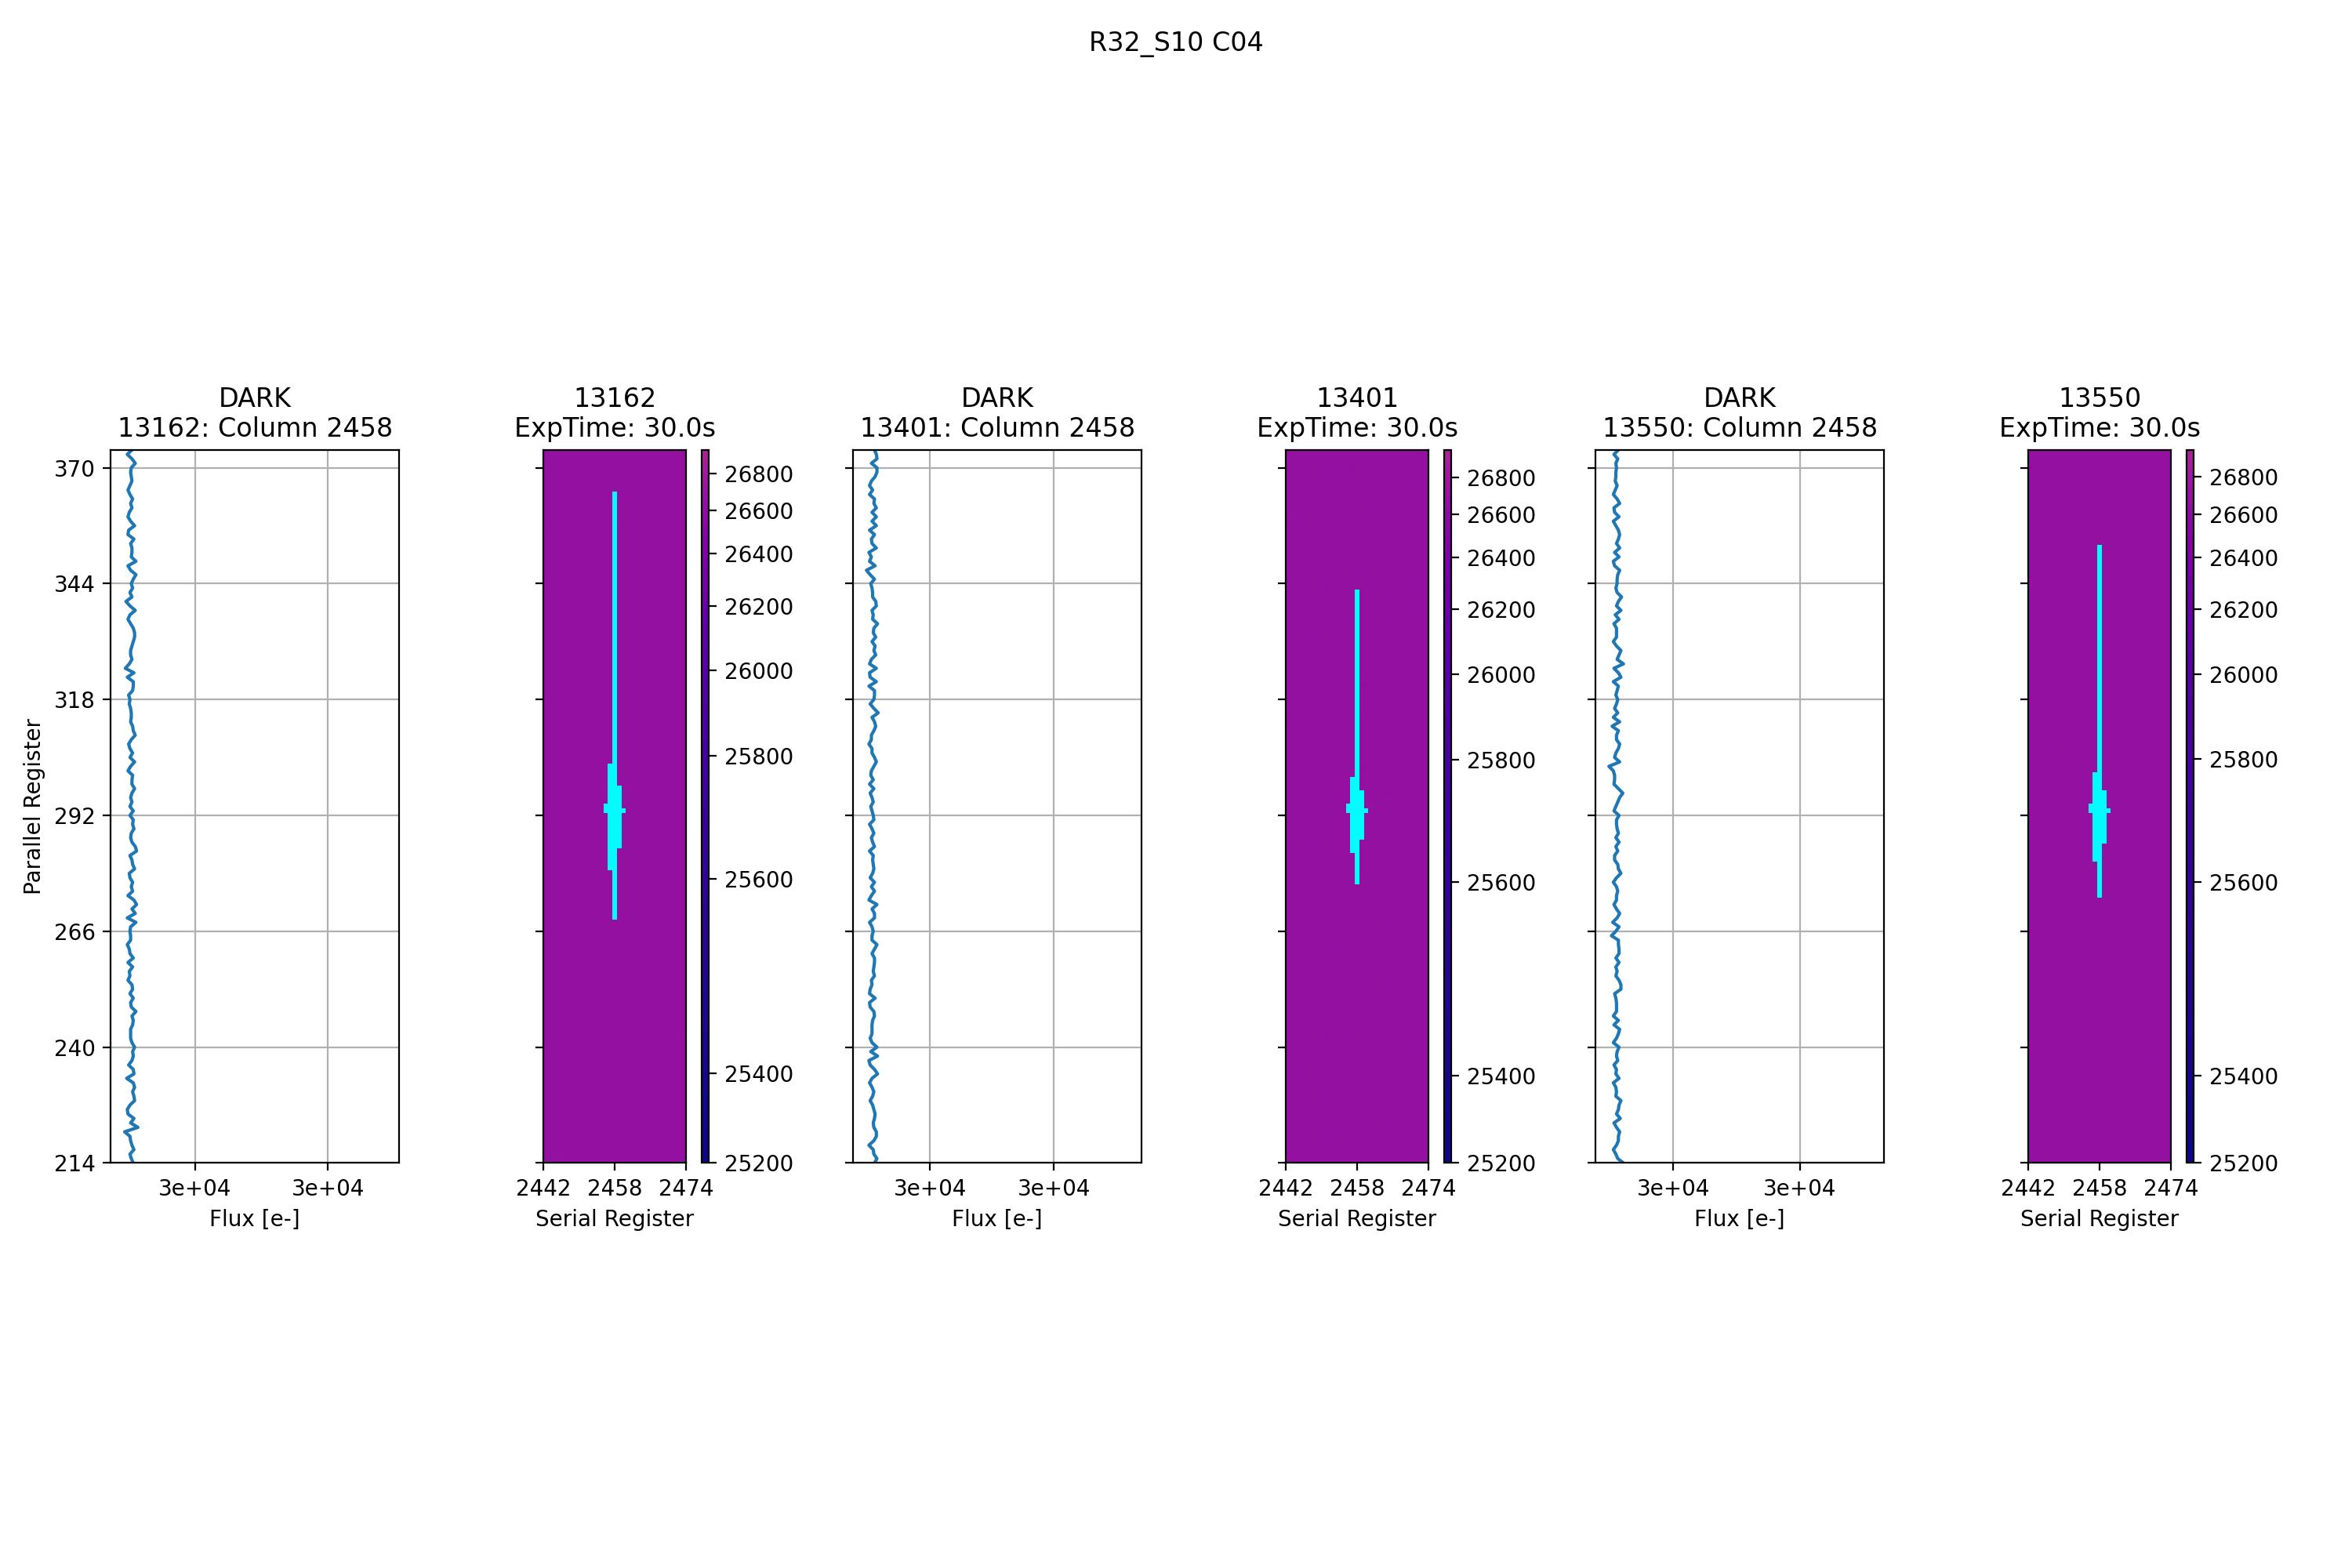 R32_S10 C04
DARK
13162: Column 2458
13162
ExpTime: 30.0s
DARK
13401: Column 2458
13401
ExpTime: 30.0s
DARK
13550: Column 2458
13550
ExpTime: 30.0s
Parallel Register
370
344
318
292
266
240
214
3e+04 3e+04
Flux [e-]
26800
26600
26400
26200
26000
25800
25600
25400
25200
2442 2458 2474
Serial Register
3e+04 3e+04
Flux [e-]
26800
26600
26400
26200
26000
25800
25600
25400
25200
2442 2458 2474
Serial Register
3e+04 3e+04
Flux [e-]
26800
26600
26400
26200
26000
25800
25600
25400
25200
2442 2458 2474
Serial Register